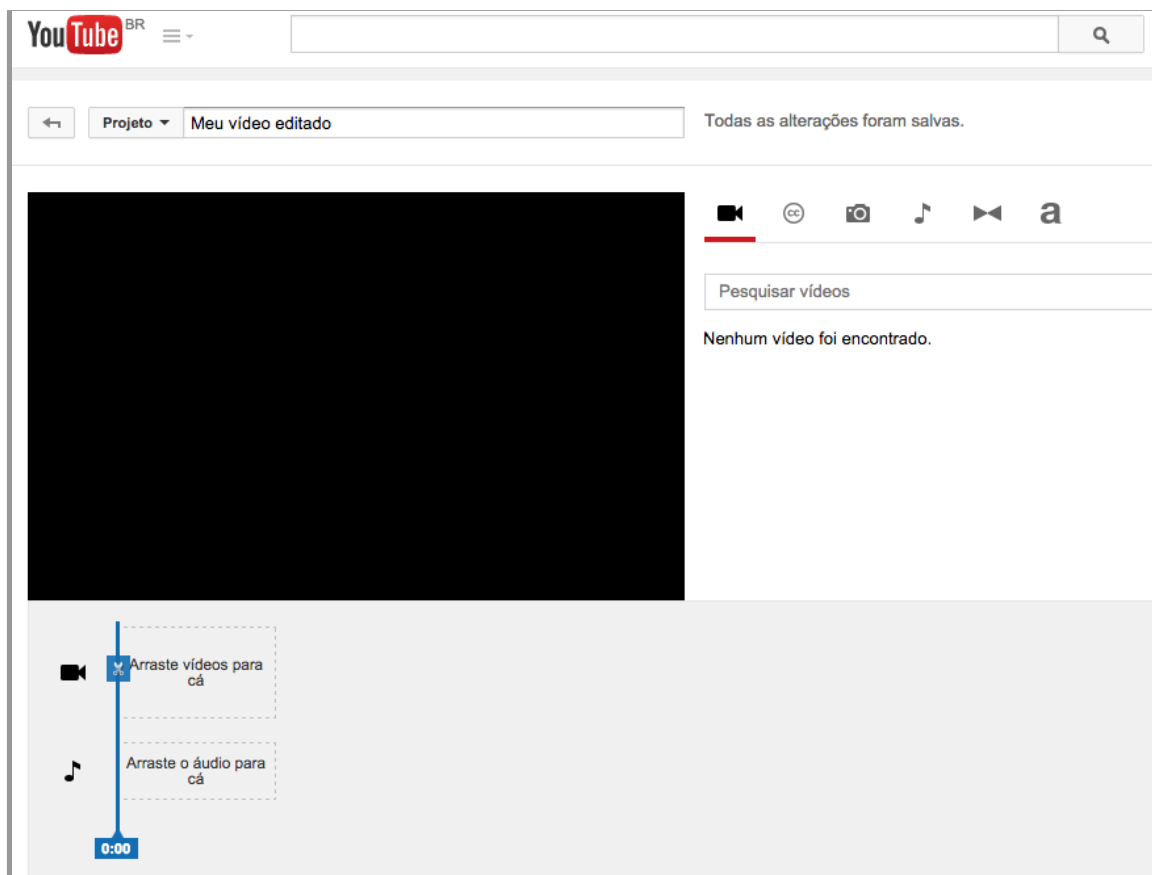 YouTube BR
Projeto Meu vídeo editado Todas as alterações foram salvas.
cc a
Pesquisar vídeos
Nenhum vídeo foi encontrado.
Arraste vídeos para
cá
Arraste o áudio para
cá
0:00